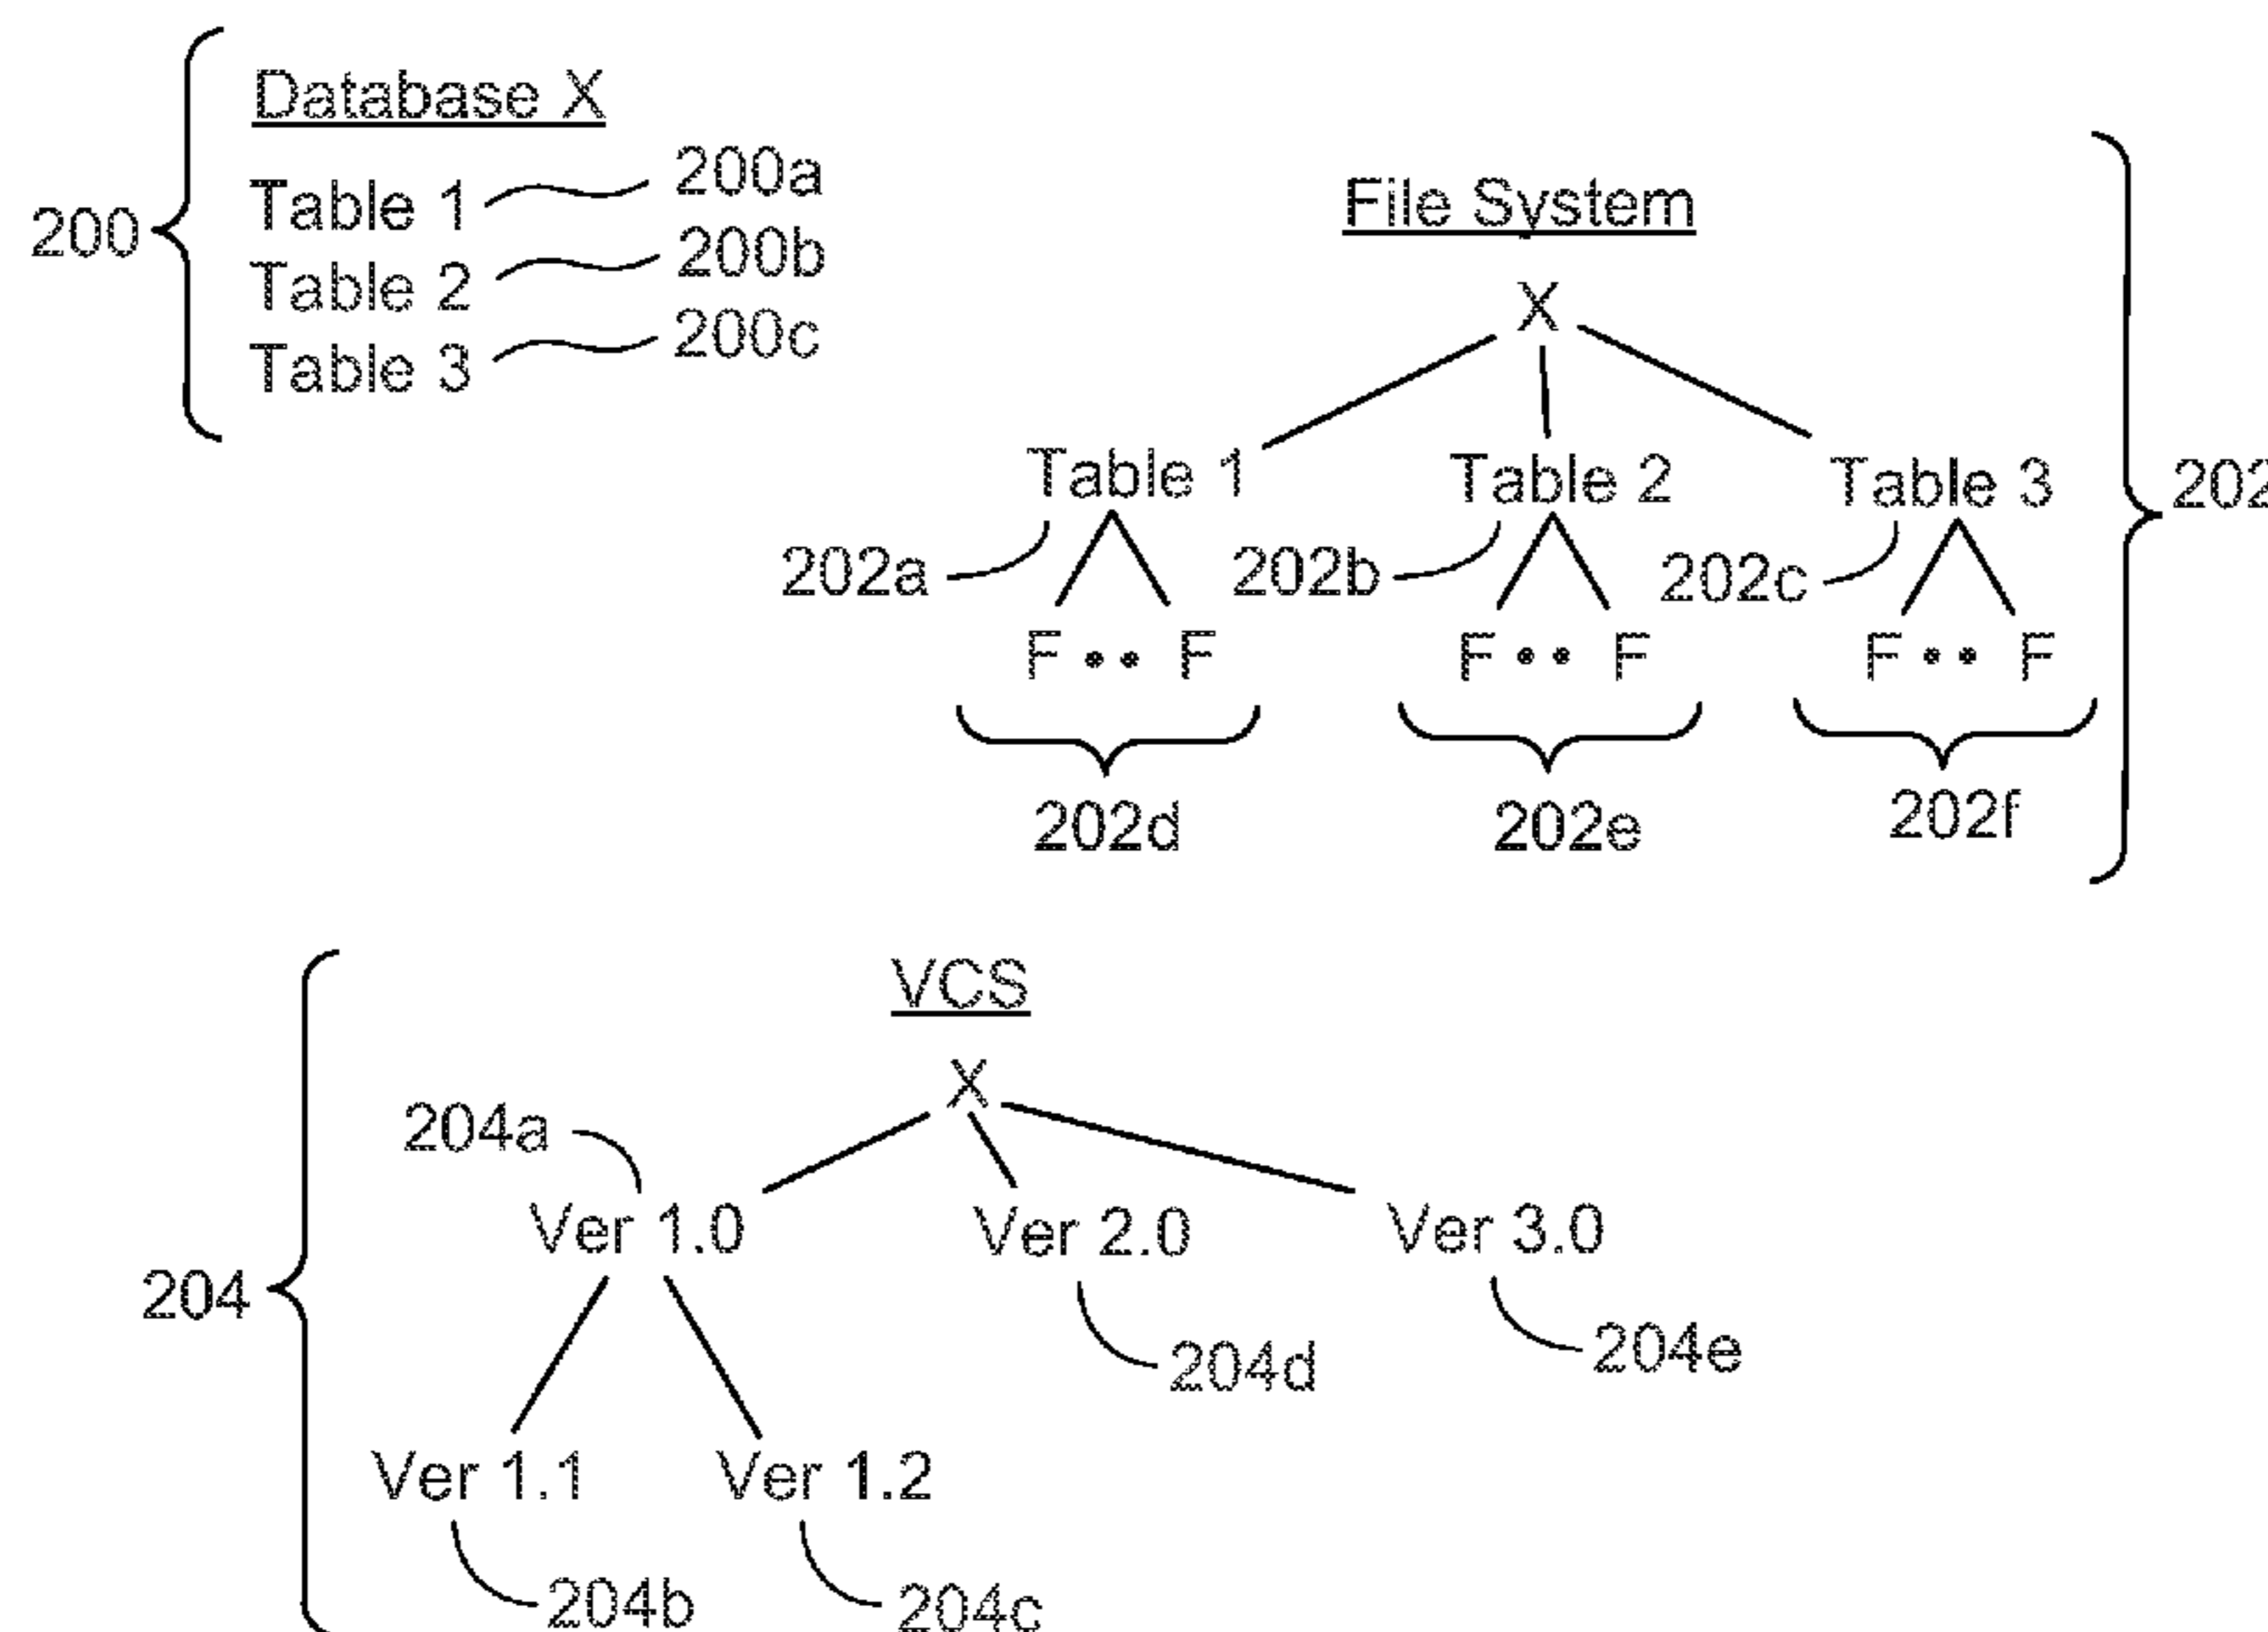 Database X
200
Table 1
200a
Table 2
200b
Table 3
200c
File System
X
Table 1
Table 2
Table 3
202
202a
202b
202c
F •• F
F •• F
F •• F
202d
202e
202f
VCS
X
204
204a
Ver 1.0
Ver 2.0
Ver 3.0
204d
204e
Ver 1.1
Ver 1.2
204b
204c